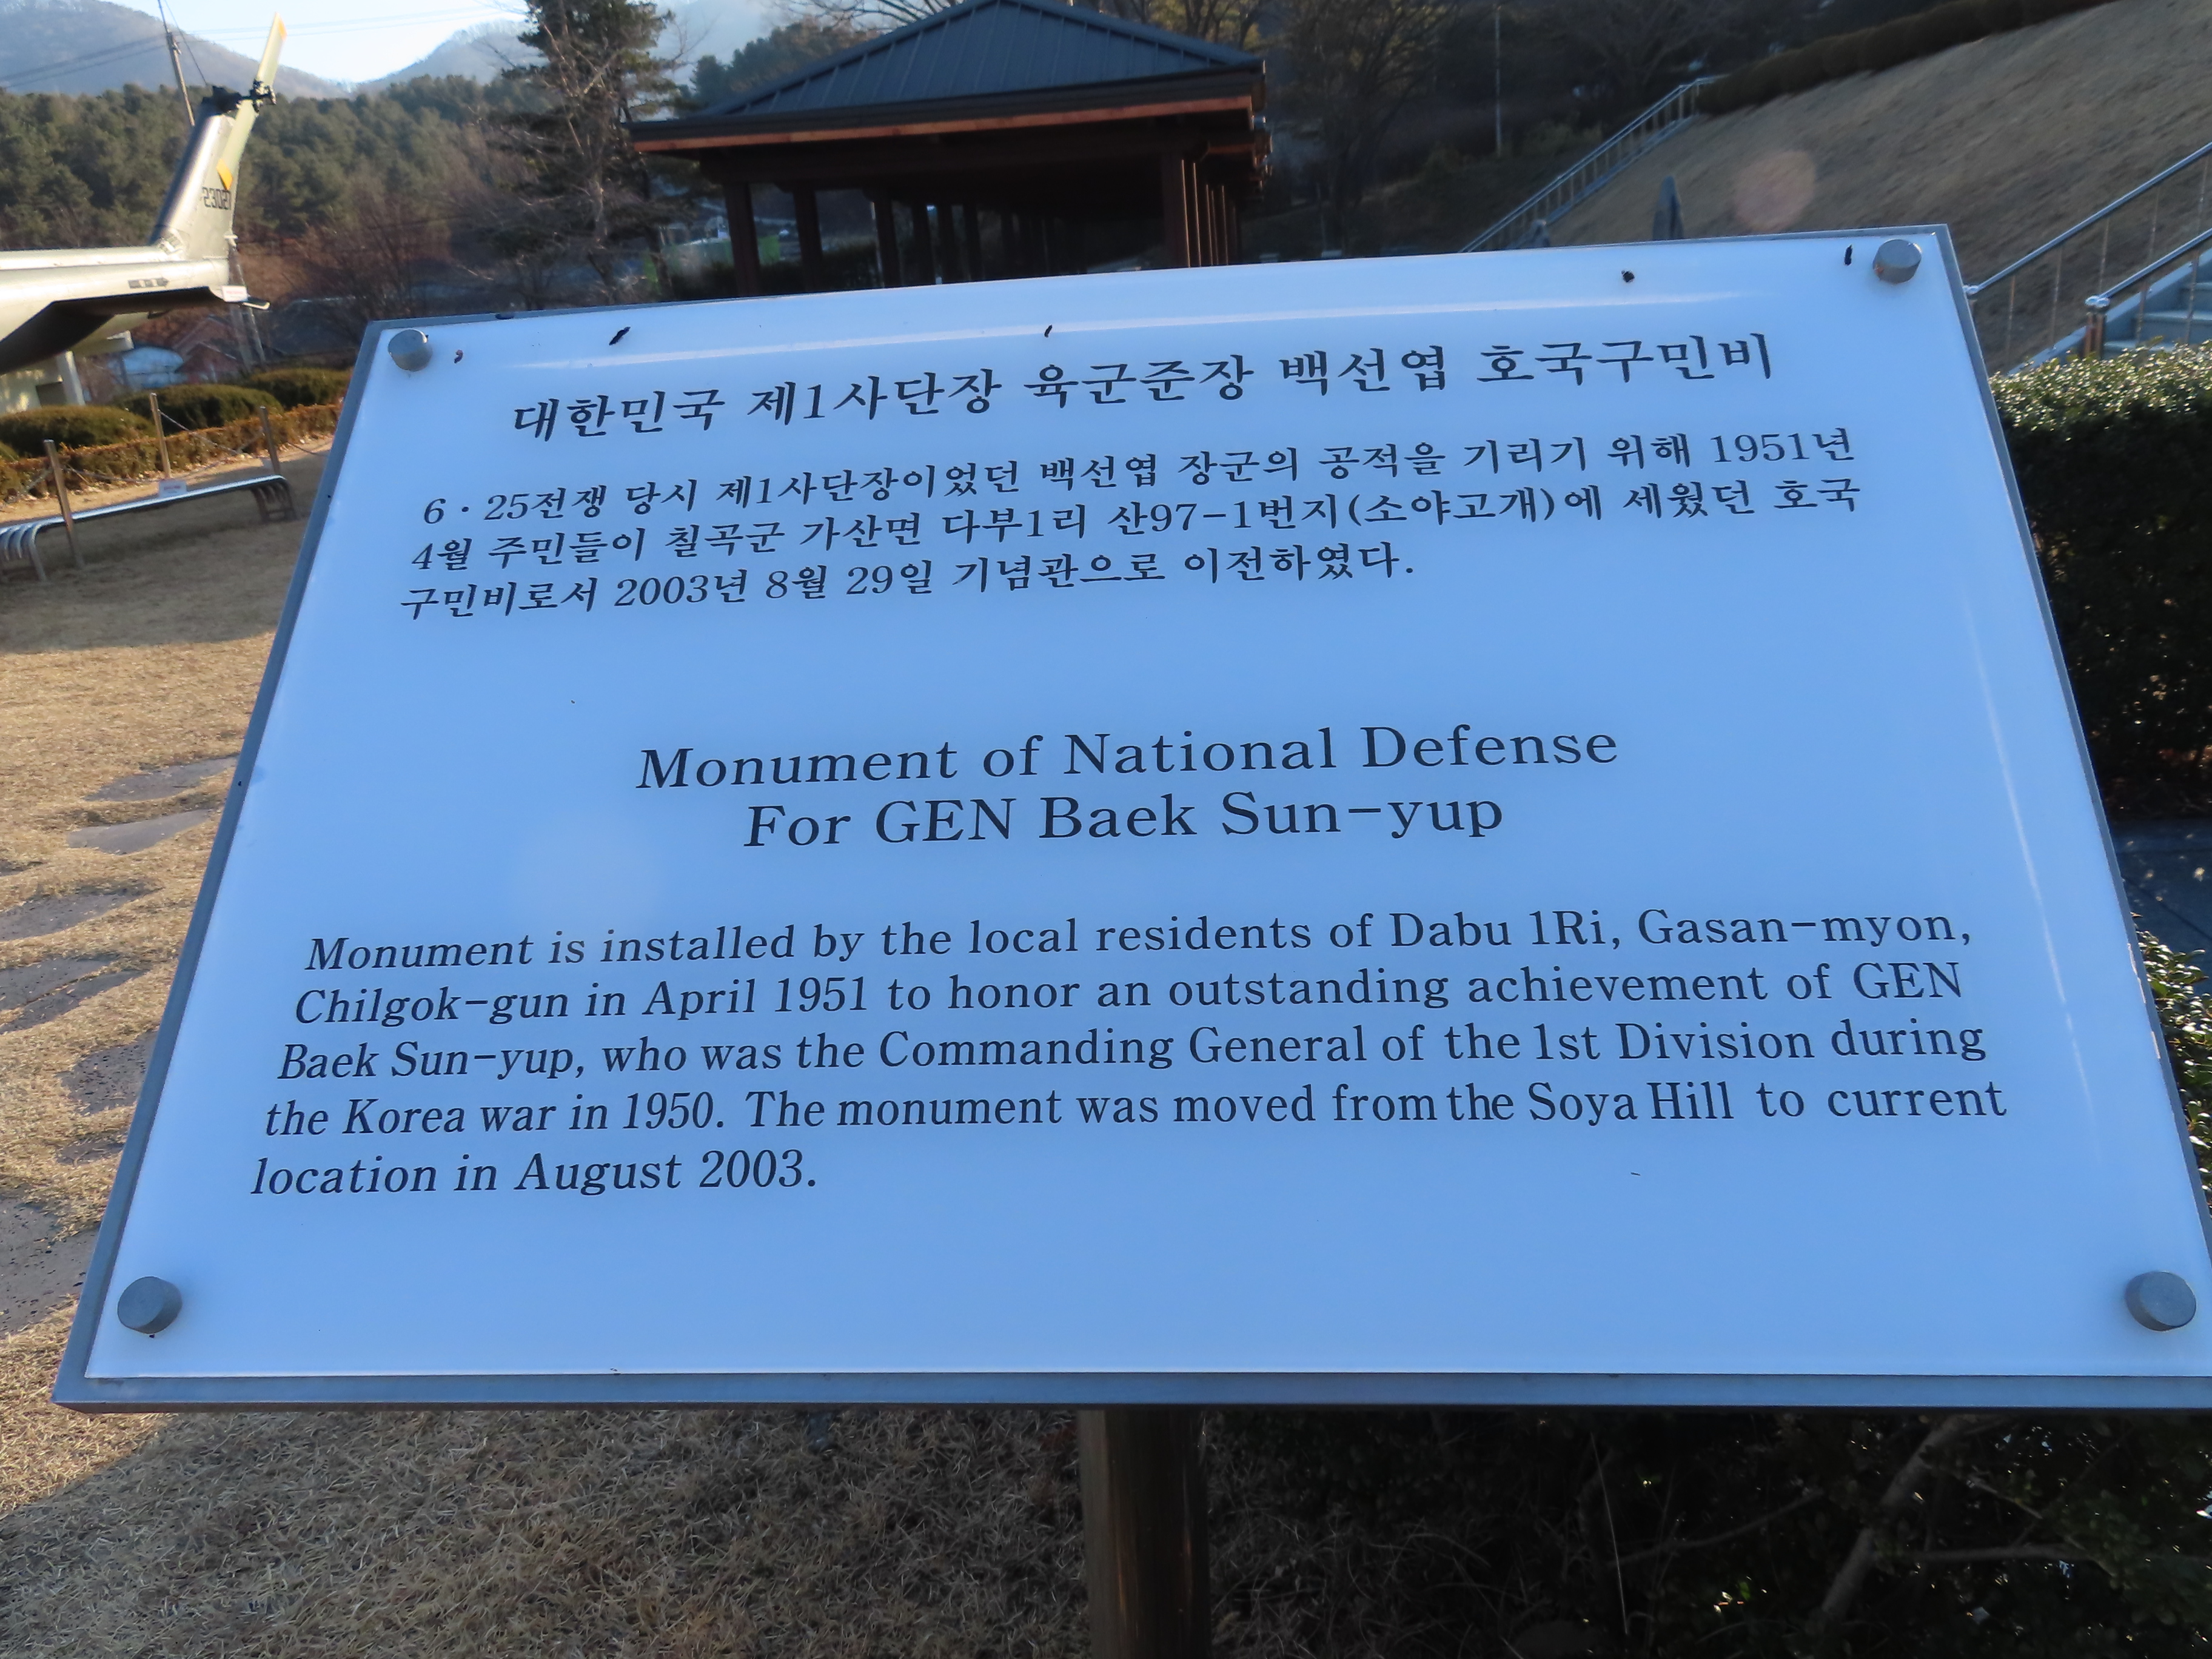 23027
대한민국 제1사단장 육군준장 백선엽 호국구민비
6·25전쟁 당시 제1사단장이었던 백선엽 장군의 공적을 기리기 위해 1951년
4월 주민들이 칠곡군 가산면 다부1리 산97-1번지(소야고개)에 세웠던 호국
구민비로서 2003년 8월 29일 기념관으로 이전하였다.
Monument of National Defense
For GEN Baek Sun-yup
Monument is installed by the local residents of Dabu 1Ri, Gasan-myon,
Chilgok-gun in April 1951 to honor an outstanding achievement of GEN
Baek Sun-yup, who was the Commanding General of the 1st Division during
the Korea war in 1950. The monument was moved from the Soya Hill to current
location in August 2003.